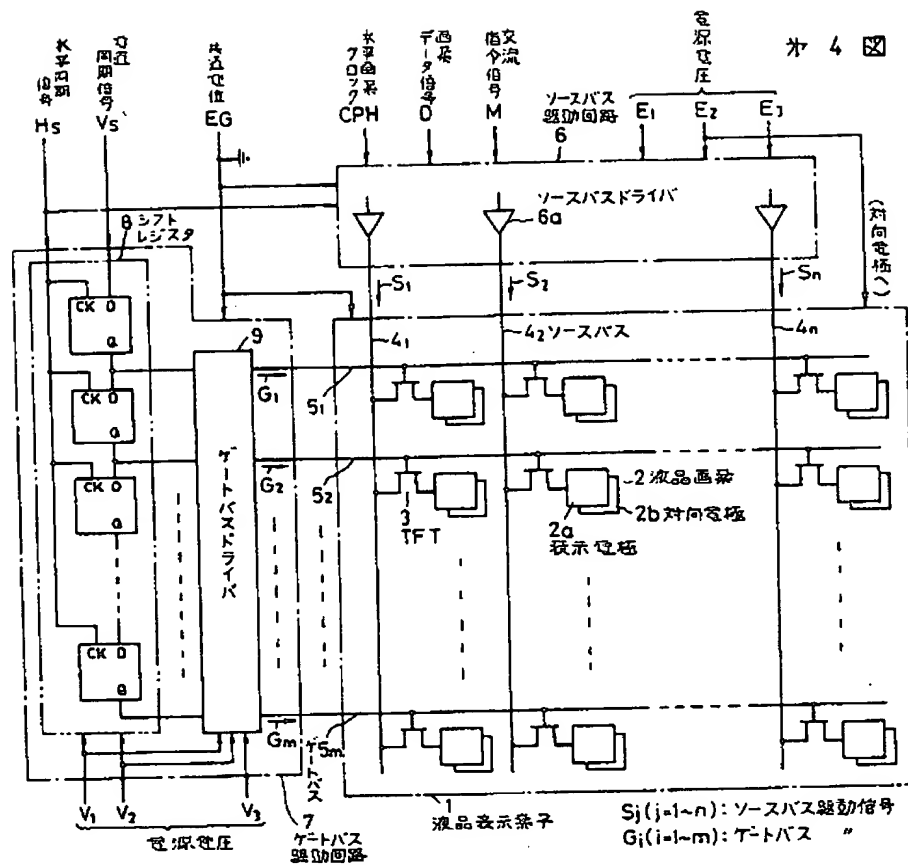 水平同期
信号
Hs
垂直
同期信号
Vs
共通電位
EG
水平画素
クロック
CPH
画素
データ信号
D
交流
指令信号
M
電源電圧
E1
E2
E3
第 4 図
ソースバス
駆動回路
6
ソースバスドライバ
6a
(対向電極へ)
8 シフト
レジスタ
S1
S2
Sn
41
42 ソースバス
4n
CK D
Q
9
G1
51
CK D
Q
ゲートバスドライバ
G2
52
CK D
Q
3
TFT
2 液晶画素
2a
表示電極
2b 対向電極
CK D
Q
Gm
5m
ゲートバス
V1
V2
V3
電源電圧
7
ゲートバス
駆動回路
1
液晶表示素子
Sj(j=1~n): ソースバス駆動信号
Gi(i=1~m): ゲートバス 〃